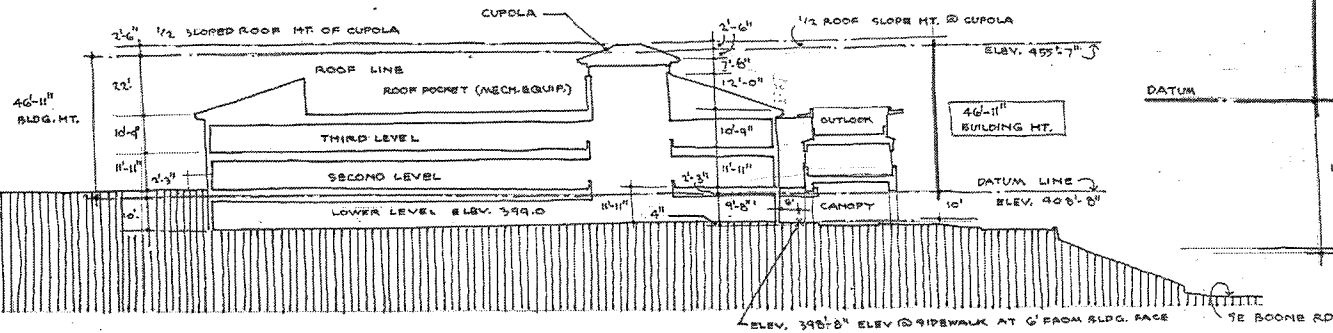 CUPOLA
2'-6" 1/2 SLOPED ROOF HT. OF CUPOLA
2'-6"
1/2 ROOF SLOPE HT. @ CUPOLA
ELEV. 455'-7"
ROOF LINE
7'-8"
22'
ROOF POCKET (MECH. EQUIP.)
12'-0"
DATUM
46'-11"
BLDG. HT.
46'-11"
BUILDING HT.
OUTLOOK
10'-9"
THIRD LEVEL
10'-9"
11'-11"
2'-3"
SECOND LEVEL
11'-11"
2'-3"
DATUM LINE
ELEV. 408'-8"
10'
LOWER LEVEL ELEV. 399.0
11'-11"
4"
9'-8"
6'
CANOPY
10'
ELEV. 398'-8" ELEV @ SIDEWALK AT 6' FROM BLDG. FACE
SE BOONE RD